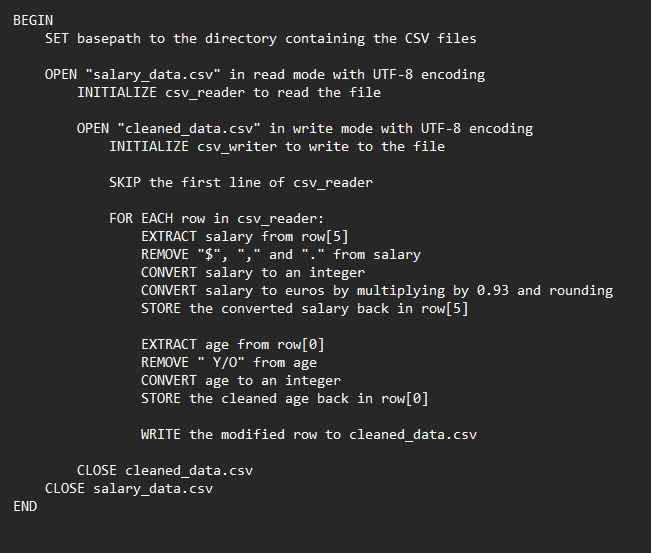 BEGIN
SET basepath to the directory containing the CSV files
OPEN "salary_data.csv" in read mode with UTF-8 encoding
INITIALIZE csv_reader to read the file
OPEN "cleaned_data.csv" in write mode with UTF-8 encoding
INITIALIZE csv_writer to write to the file
SKIP the first line of csv_reader
FOR EACH row in csv_reader:
EXTRACT salary from row[5]
REMOVE "$", "," and "." from salary
CONVERT salary to an integer
CONVERT salary to euros by multiplying by 0.93 and rounding
STORE the converted salary back in row[5]
EXTRACT age from row[0]
REMOVE " Y/O" from age
CONVERT age to an integer
STORE the cleaned age back in row[0]
WRITE the modified row to cleaned_data.csv
CLOSE cleaned_data.csv
CLOSE salary_data.csv
END